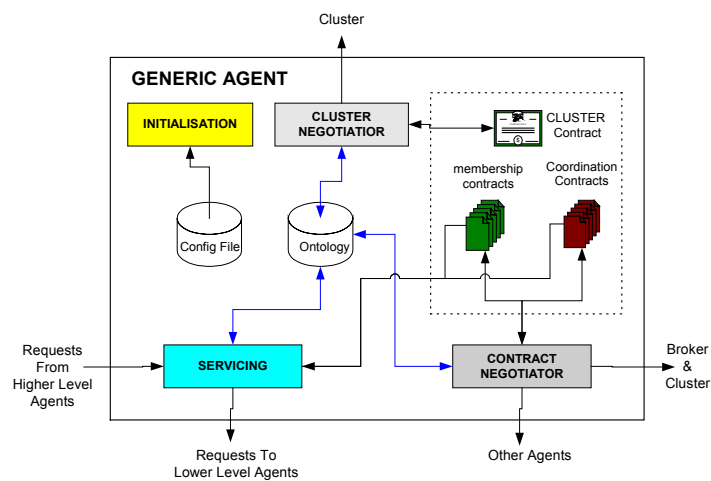 Cluster
GENERIC AGENT
INITIALISATION
CLUSTER
NEGOTIATIOR
CLUSTER
Contract
membership
contracts
Coordination
Contracts
Config File
Ontology
Requests
From
Higher Level
Agents
SERVICING
CONTRACT
NEGOTIATOR
Broker
&
Cluster
Requests To
Lower Level Agents
Other Agents